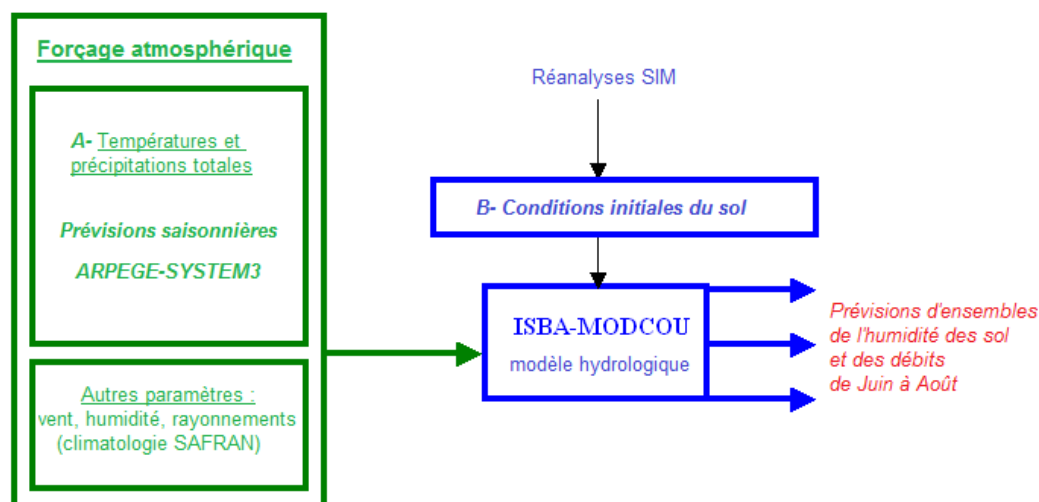 Forçage atmosphérique
A- Températures et
précipitations totales
Prévisions saisonnières
ARPEGE-SYSTEM3
Autres paramètres :
vent, humidité, rayonnements
(climatologie SAFRAN)
Réanalyses SIM
B- Conditions initiales du sol
ISBA-MODCOU
modèle hydrologique
Prévisions d'ensembles
de l'humidité des sol
et des débits
de Juin à Août